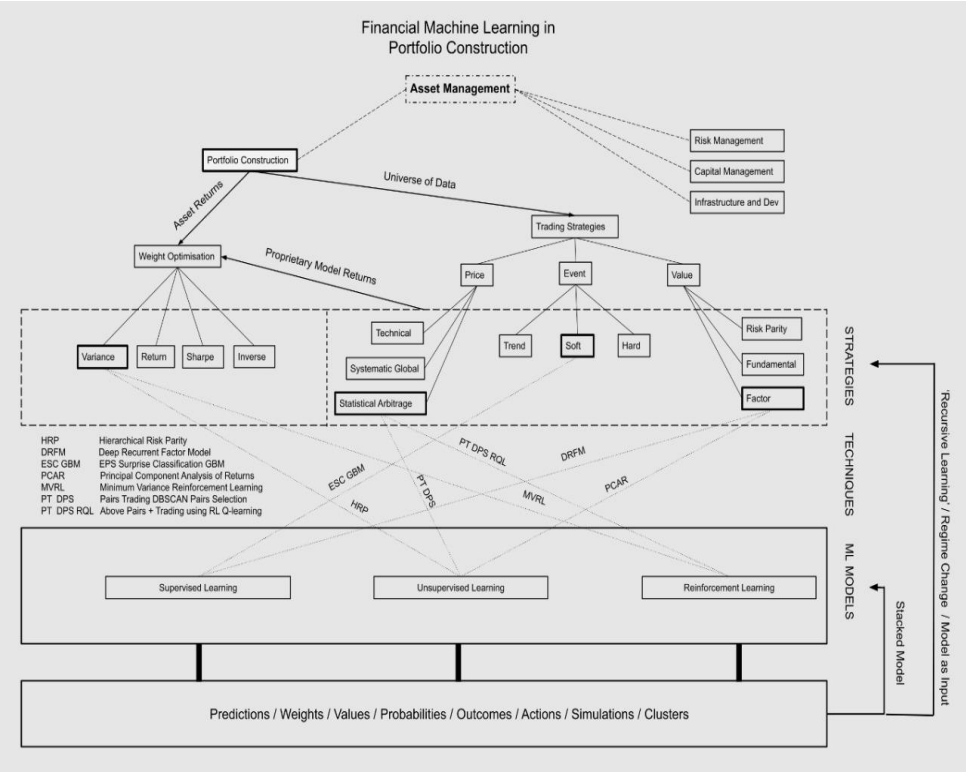 Financial Machine Learning in
Portfolio Construction
Asset Management
Risk Management
Portfolio Construction
Capital Management
Universe of Data
Infrastructure and Dev
Asset Returns
Trading Strategies
Weight Optimisation
Proprietary Model Returns
Price
Event
Value
Technical
Risk Parity
Variance
Return
Sharpe
Inverse
Trend
Soft
Hard
Systematic Global
Fundamental
Statistical Arbitrage
Factor
STRATEGIES
HRP Hierarchical Risk Parity
DRFM Deep Recurrent Factor Model
ESC GBM EPS Surprise Classification GBM
PCAR Principal Component Analysis of Returns
MVRL Minimum Variance Reinforcement Learning
PT DPS Pairs Trading DBSCAN Pairs Selection
PT DPS RQL Above Pairs + Trading using RL Q-learning
ESC GBM
PT DPS RQL
DRFM
PT DPS
PCAR
HRP
MVRL
TECHNIQUES
Supervised Learning
Unsupervised Learning
Reinforcement Learning
ML MODELS
Stacked Model
'Recursive Learning' / Regime Change / Model as Input
Predictions / Weights / Values / Probabilities / Outcomes / Actions / Simulations / Clusters